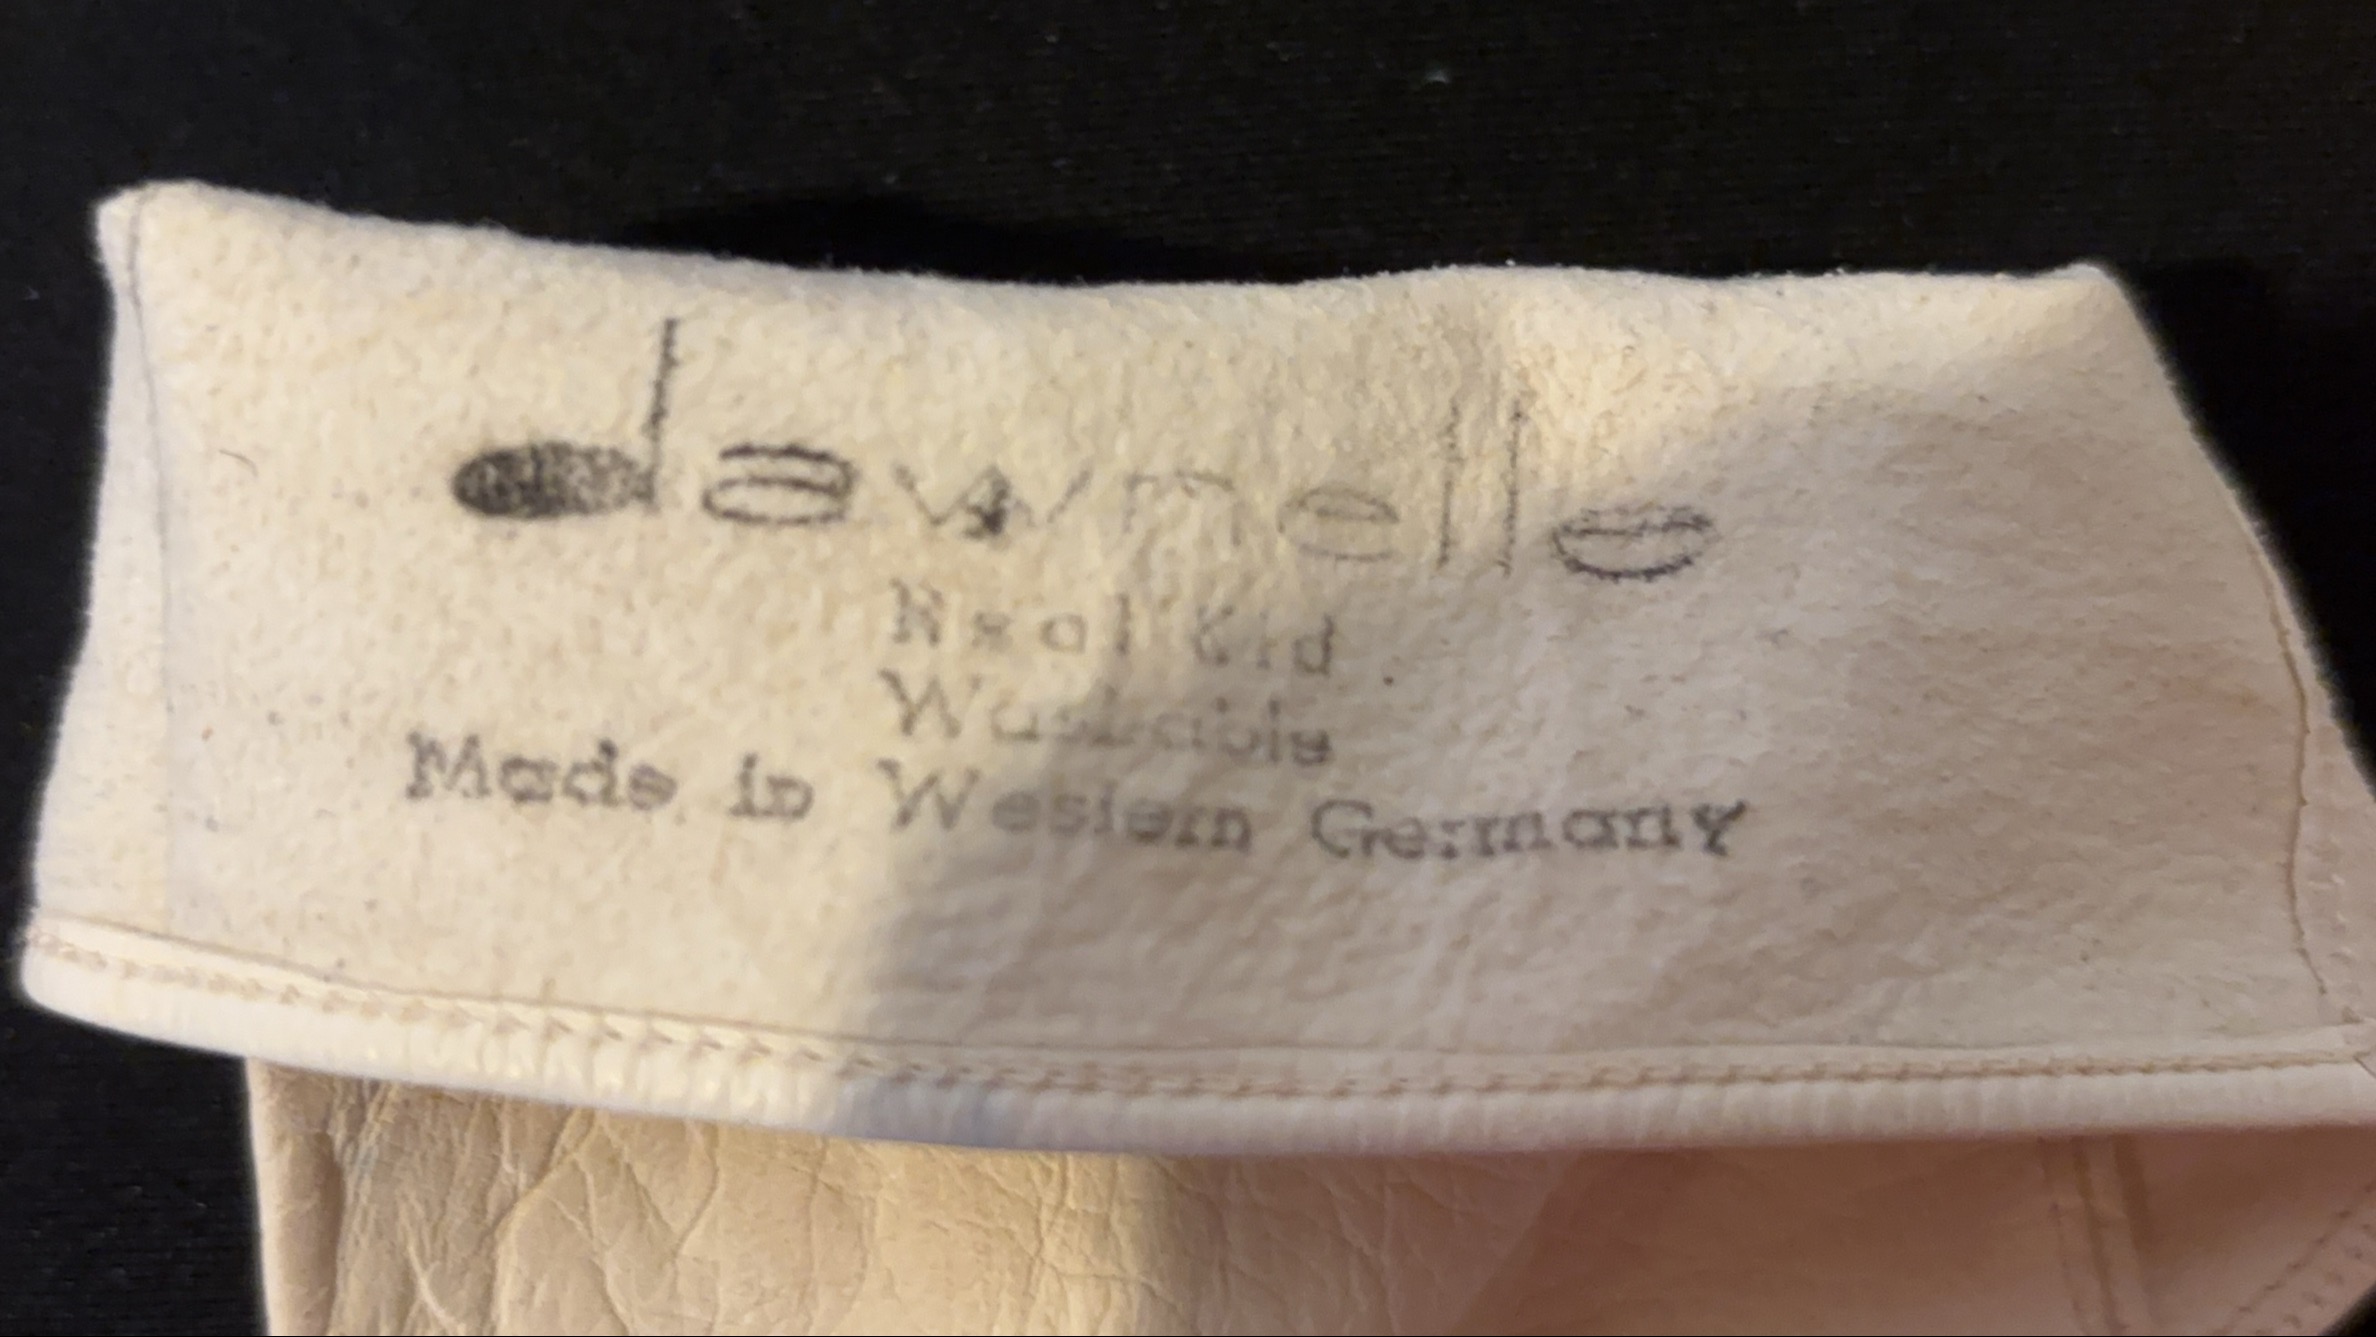 dawnelle
Real Kid
Washable
Made in Western Germany